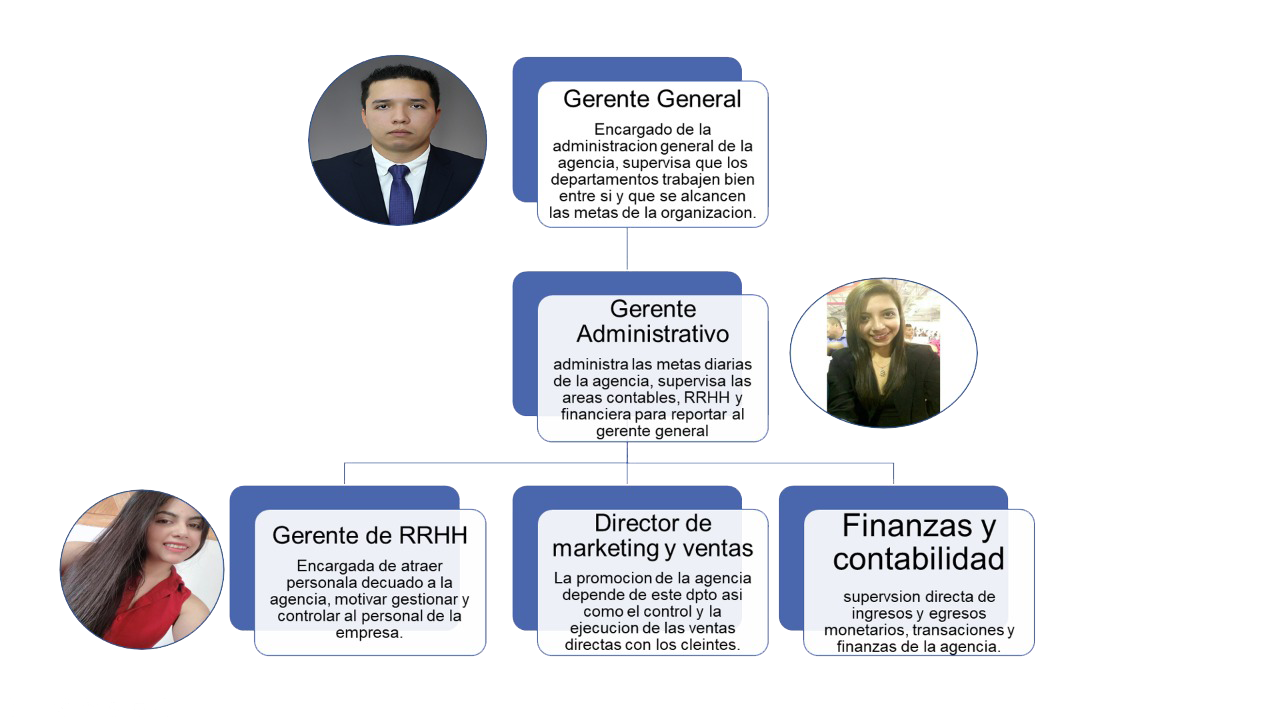 Gerente General
Encargado de la
administracion general de la
agencia, supervisa que los
departamentos trabajen bien
entre si y que se alcancen
las metas de la organizacion.
Gerente
Administrativo
administra las metas diarias
de la agencia, supervisa las
areas contables, RRHH y
financiera para reportar al
gerente general
Gerente de RRHH
Encargada de atraer
personala decuado a la
agencia, motivar gestionar y
controlar al personal de la
empresa.
Director de
marketing y ventas
La promocion de la agencia
depende de este dpto asi
como el control y la
ejecucion de las ventas
directas con los cleintes.
Finanzas y
contabilidad
supervsion directa de
ingresos y egresos
monetarios, transaciones y
finanzas de la agencia.